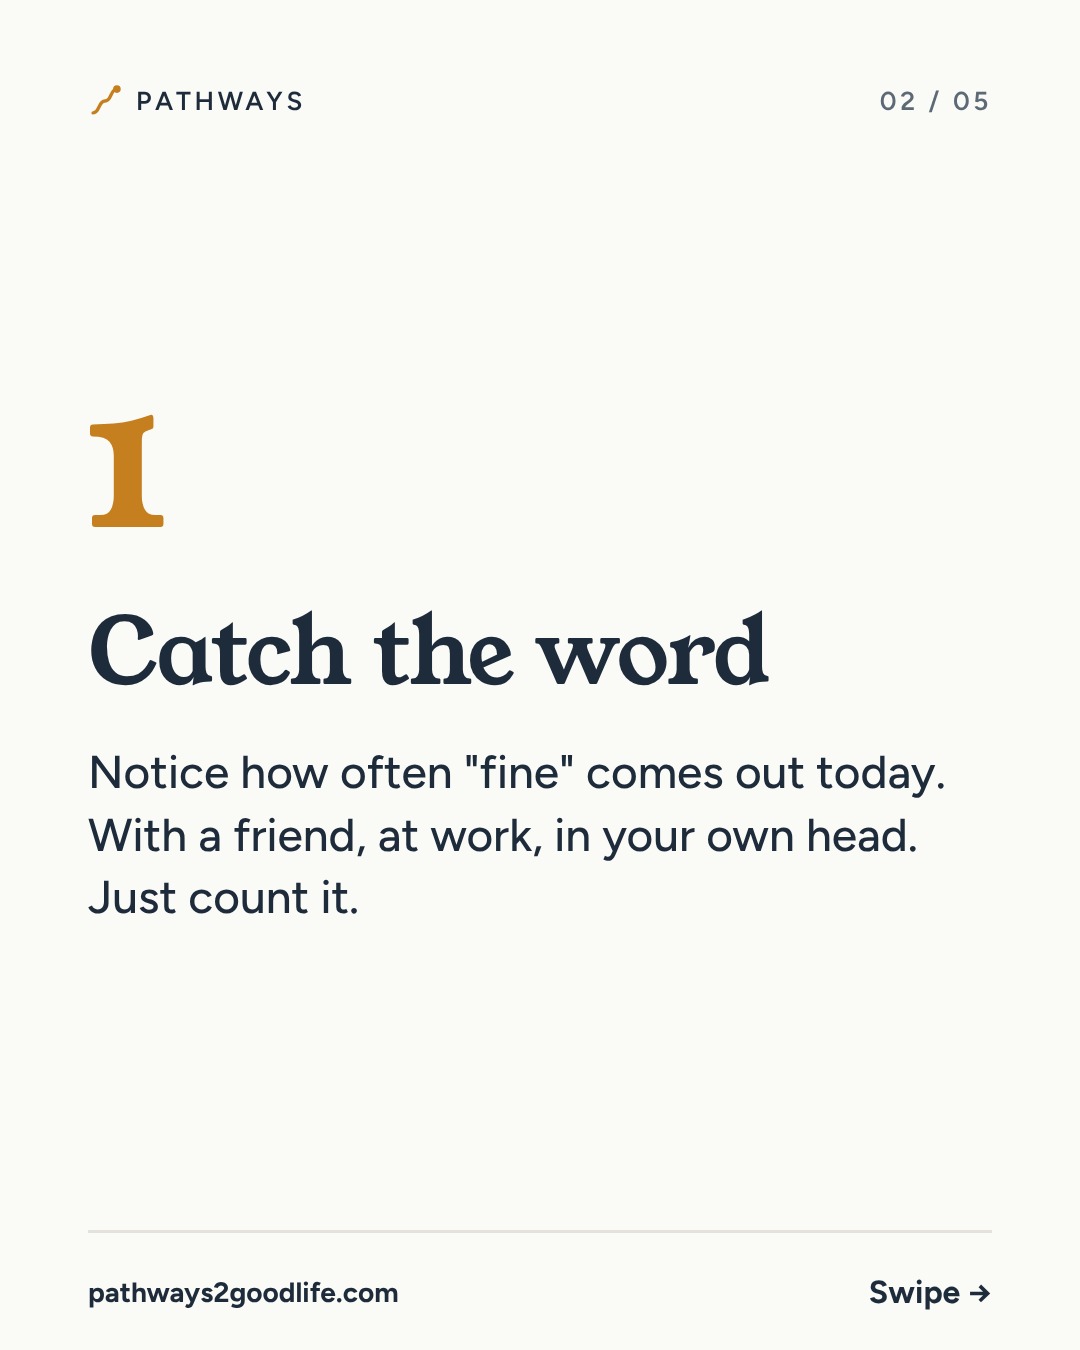 PATHWAYS
02 / 05
1
Catch the word
Notice how often "fine" comes out today.
With a friend, at work, in your own head.
Just count it.
pathways2goodlife.com
Swipe →